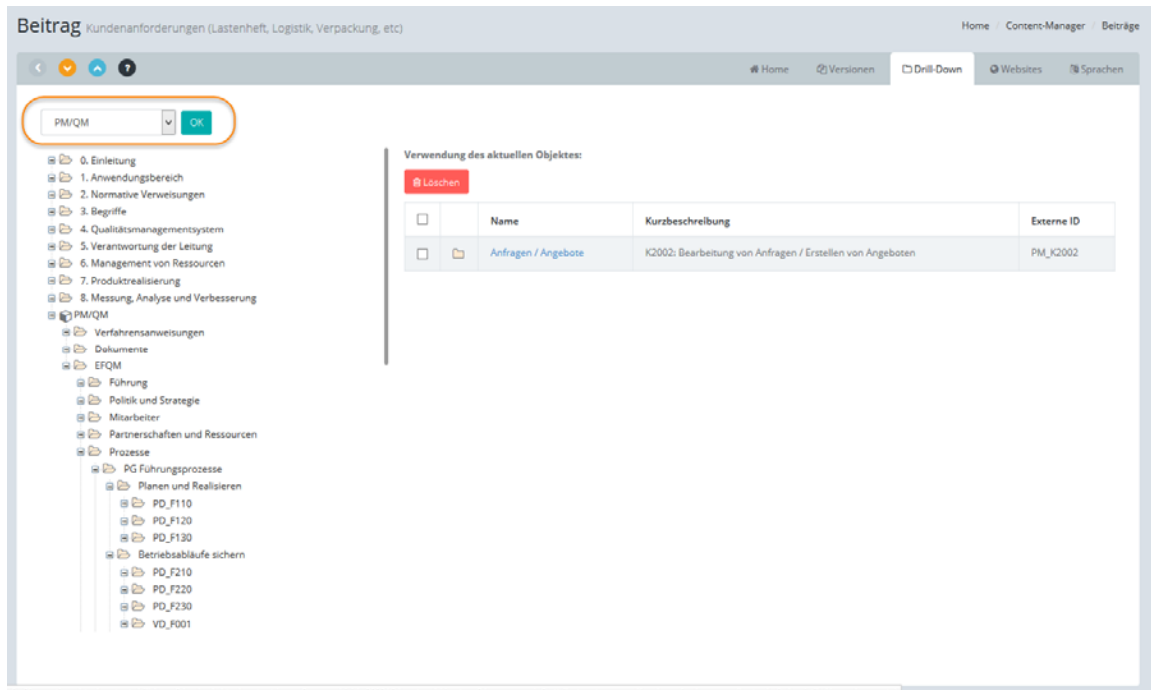 Beitrag Kundenanforderungen (Lastenheft, Logistik, Verpackung, etc)
Home / Content-Manager / Beiträge
Home Versionen Drill-Down Websites Sprachen
PM/QM OK
0. Einleitung
1. Anwendungsbereich
2. Normative Verweisungen
3. Begriffe
4. Qualitätsmanagementsystem
5. Verantwortung der Leitung
6. Management von Ressourcen
7. Produktrealisierung
8. Messung, Analyse und Verbesserung
PM/QM
Verfahrensanweisungen
Dokumente
EFQM
Führung
Politik und Strategie
Mitarbeiter
Partnerschaften und Ressourcen
Prozesse
PG Führungsprozesse
Planen und Realisieren
PD_F110
PD_F120
PD_F130
Betriebsabläufe sichern
PD_F210
PD_F220
PD_F230
VD_F001
Verwendung des aktuellen Objektes:
Löschen
Name Kurzbeschreibung Externe ID
Anfragen / Angebote K2002: Bearbeitung von Anfragen / Erstellen von Angeboten PM_K2002